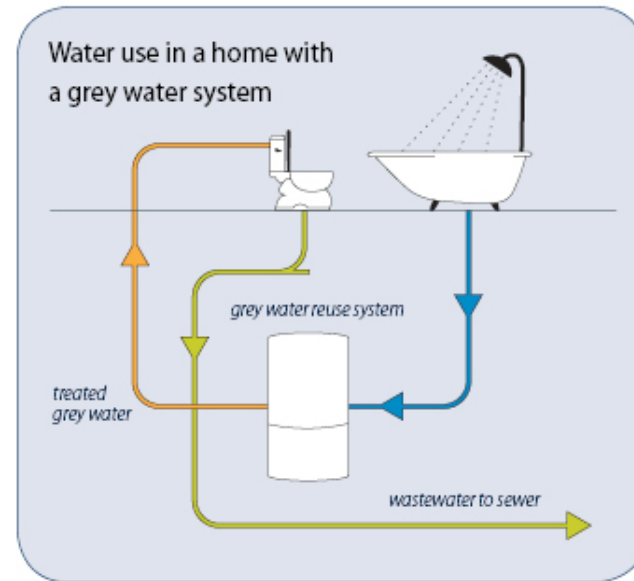 Water use in a home with
a grey water system
grey water reuse system
treated
grey water
wastewater to sewer